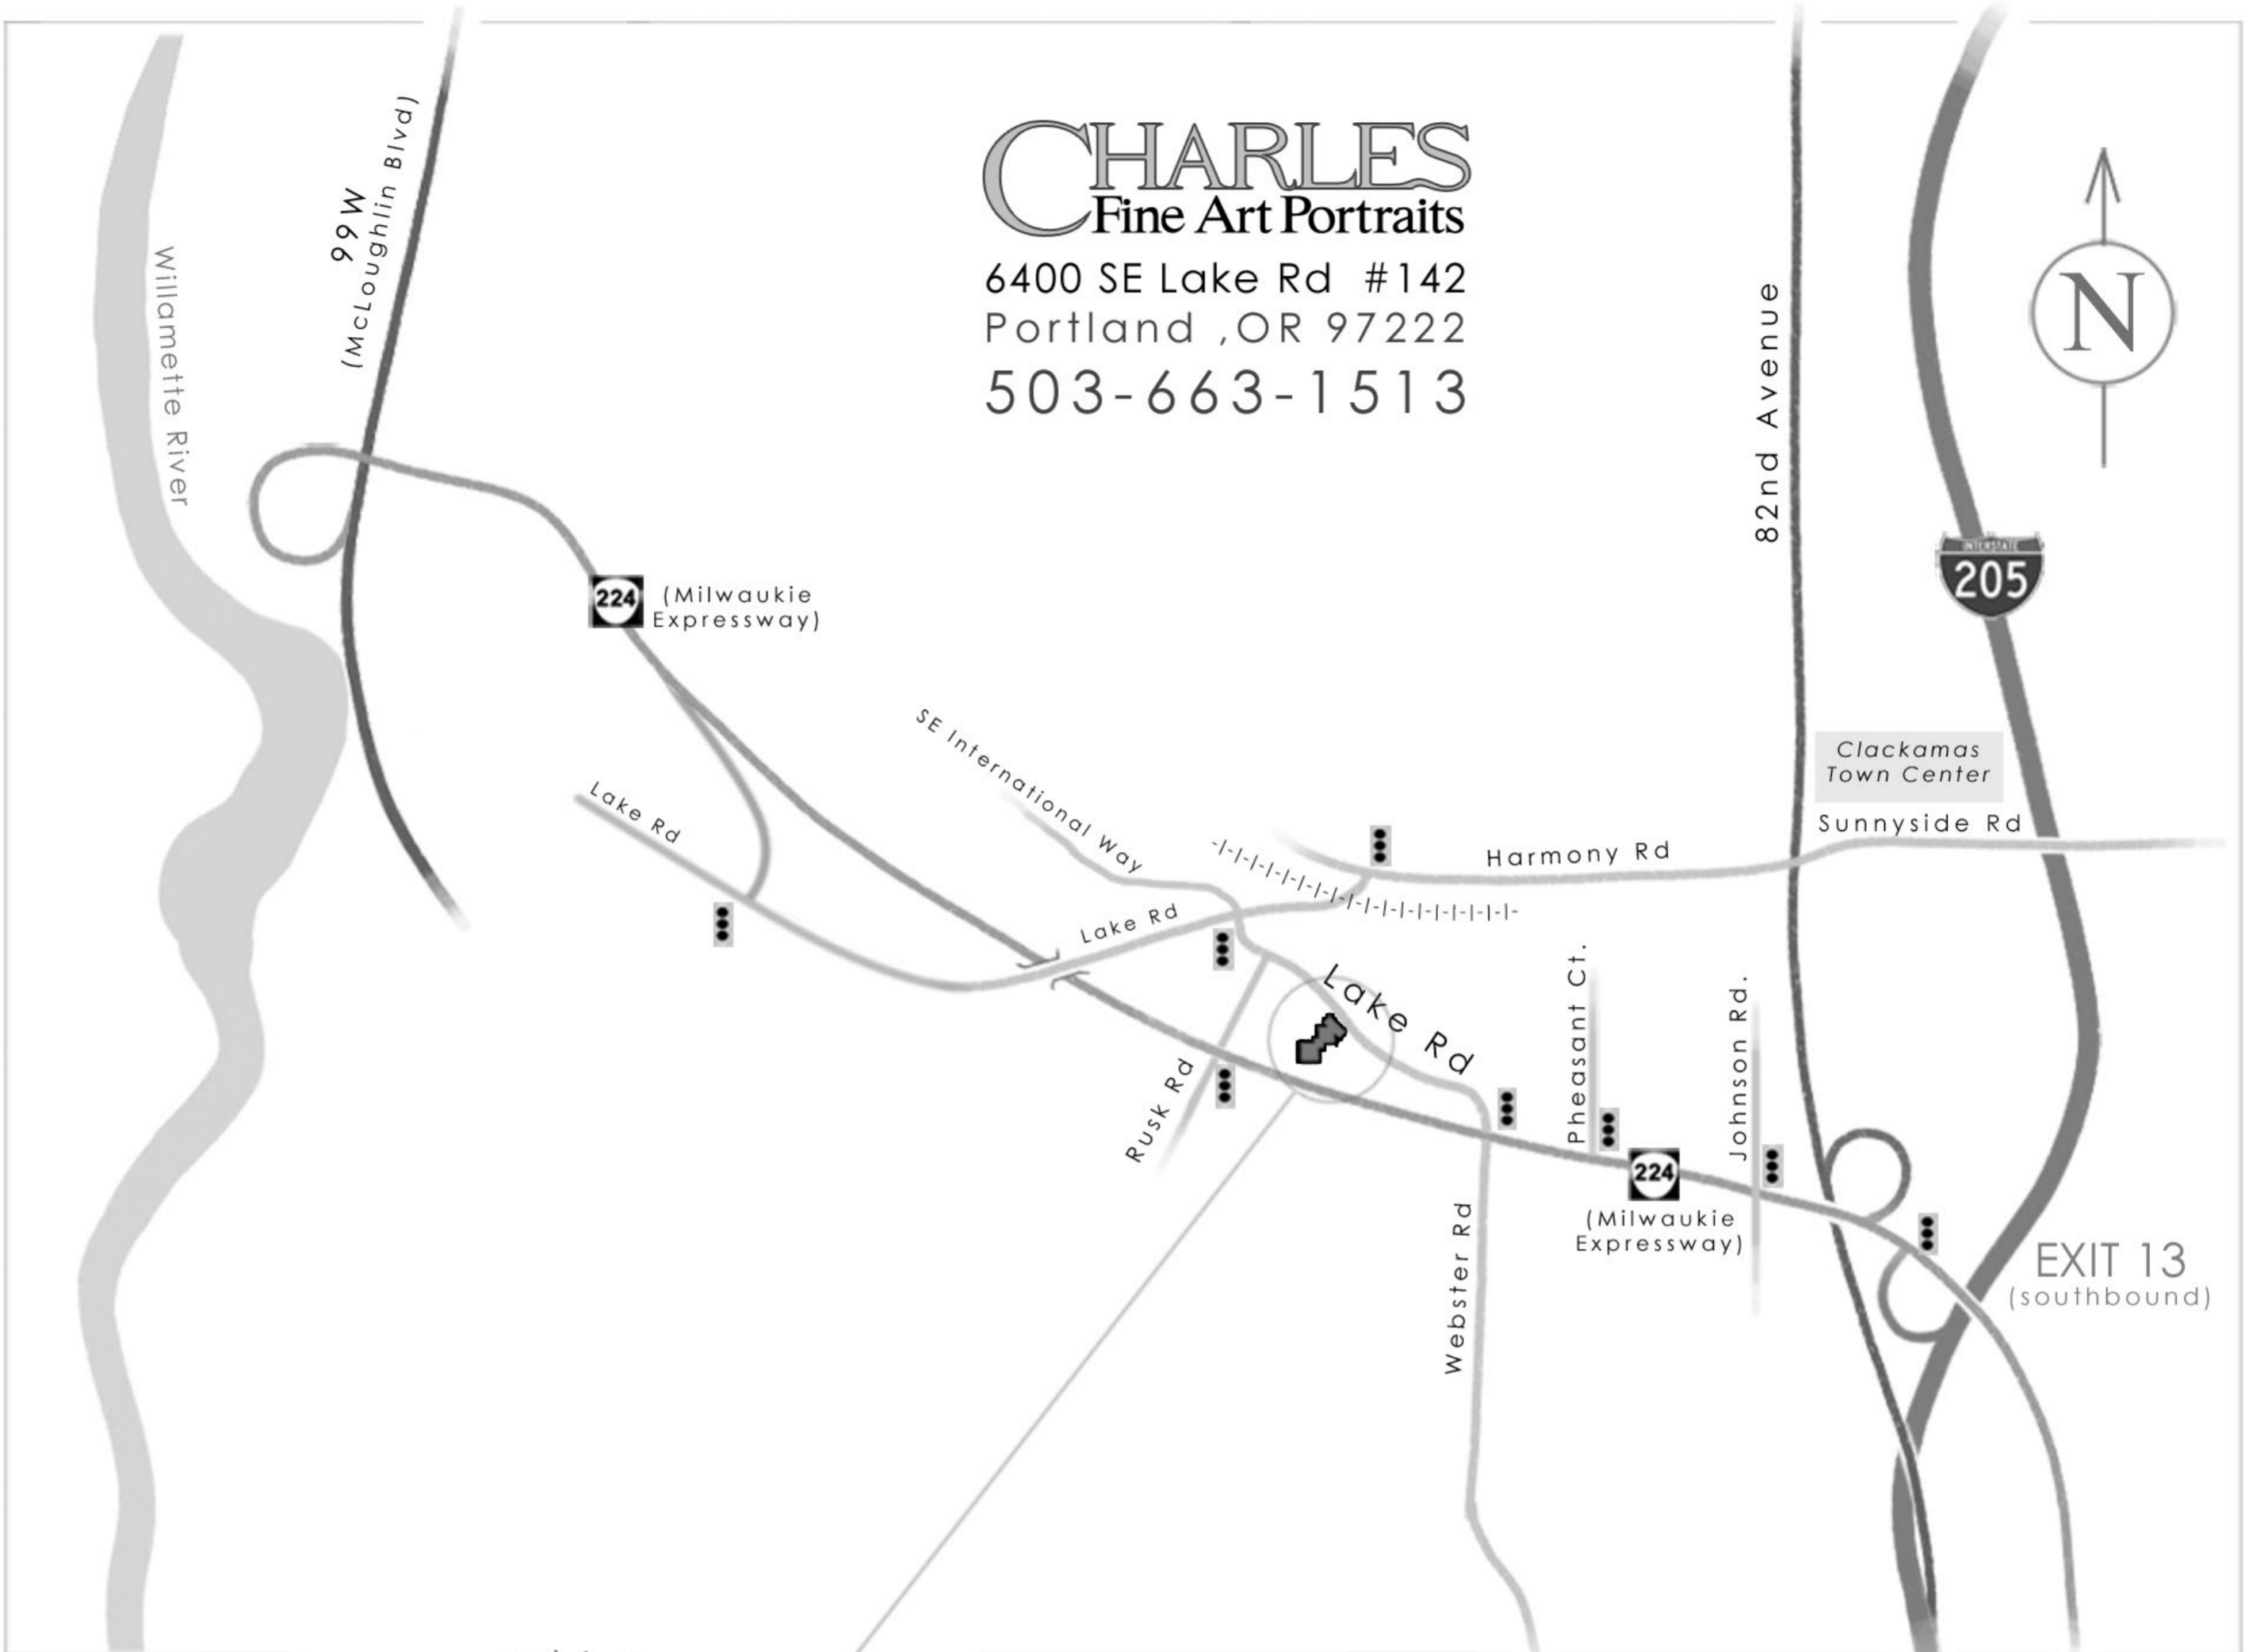 CHARLES
Fine Art Portraits
6400 SE Lake Rd #142
Portland ,OR 97222
503-663-1513
99W
(McLoughlin Blvd)
Willamette River
82nd Avenue
N
INTERSTATE
205
224
(Milwaukie
Expressway)
SE International Way
Lake Rd
Clackamas
Town Center
Sunnyside Rd
Harmony Rd
Lake Rd
Lake Rd
Pheasant Ct.
Johnson Rd.
Rusk Rd
224
(Milwaukie
Expressway)
Webster Rd
EXIT 13
(southbound)